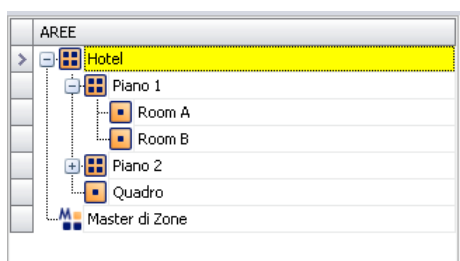 AREE
Hotel
Piano 1
Room A
Room B
Piano 2
Quadro
M Master di Zone